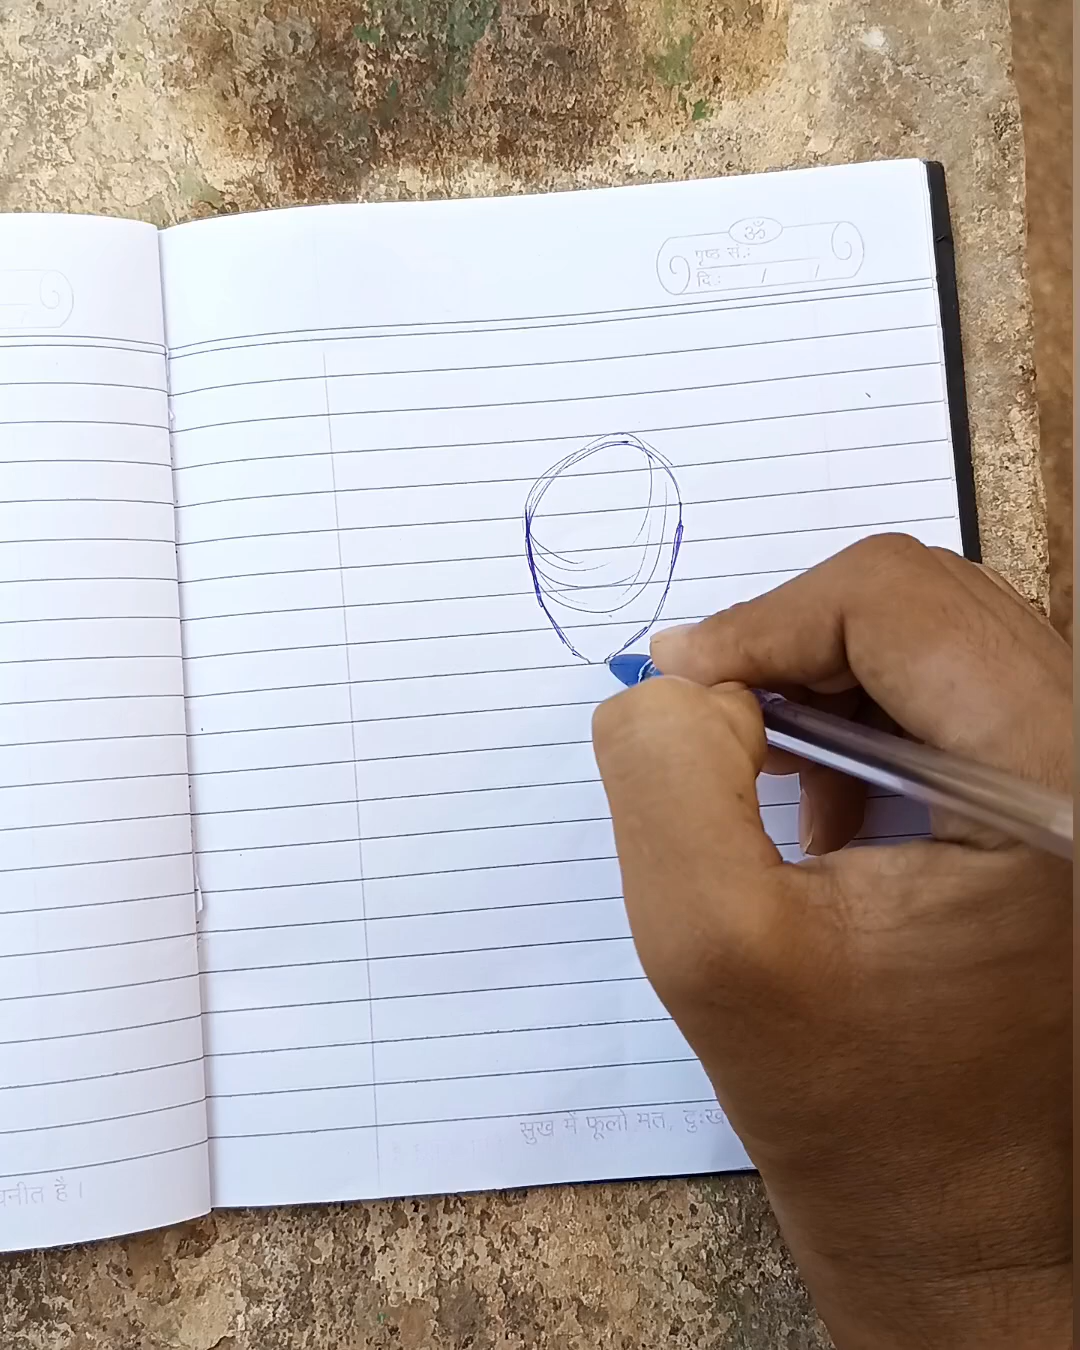 ॐ
पृष्ठ सं.:
दि.: / /
सुख में फूलो मत, दुःख
है ।